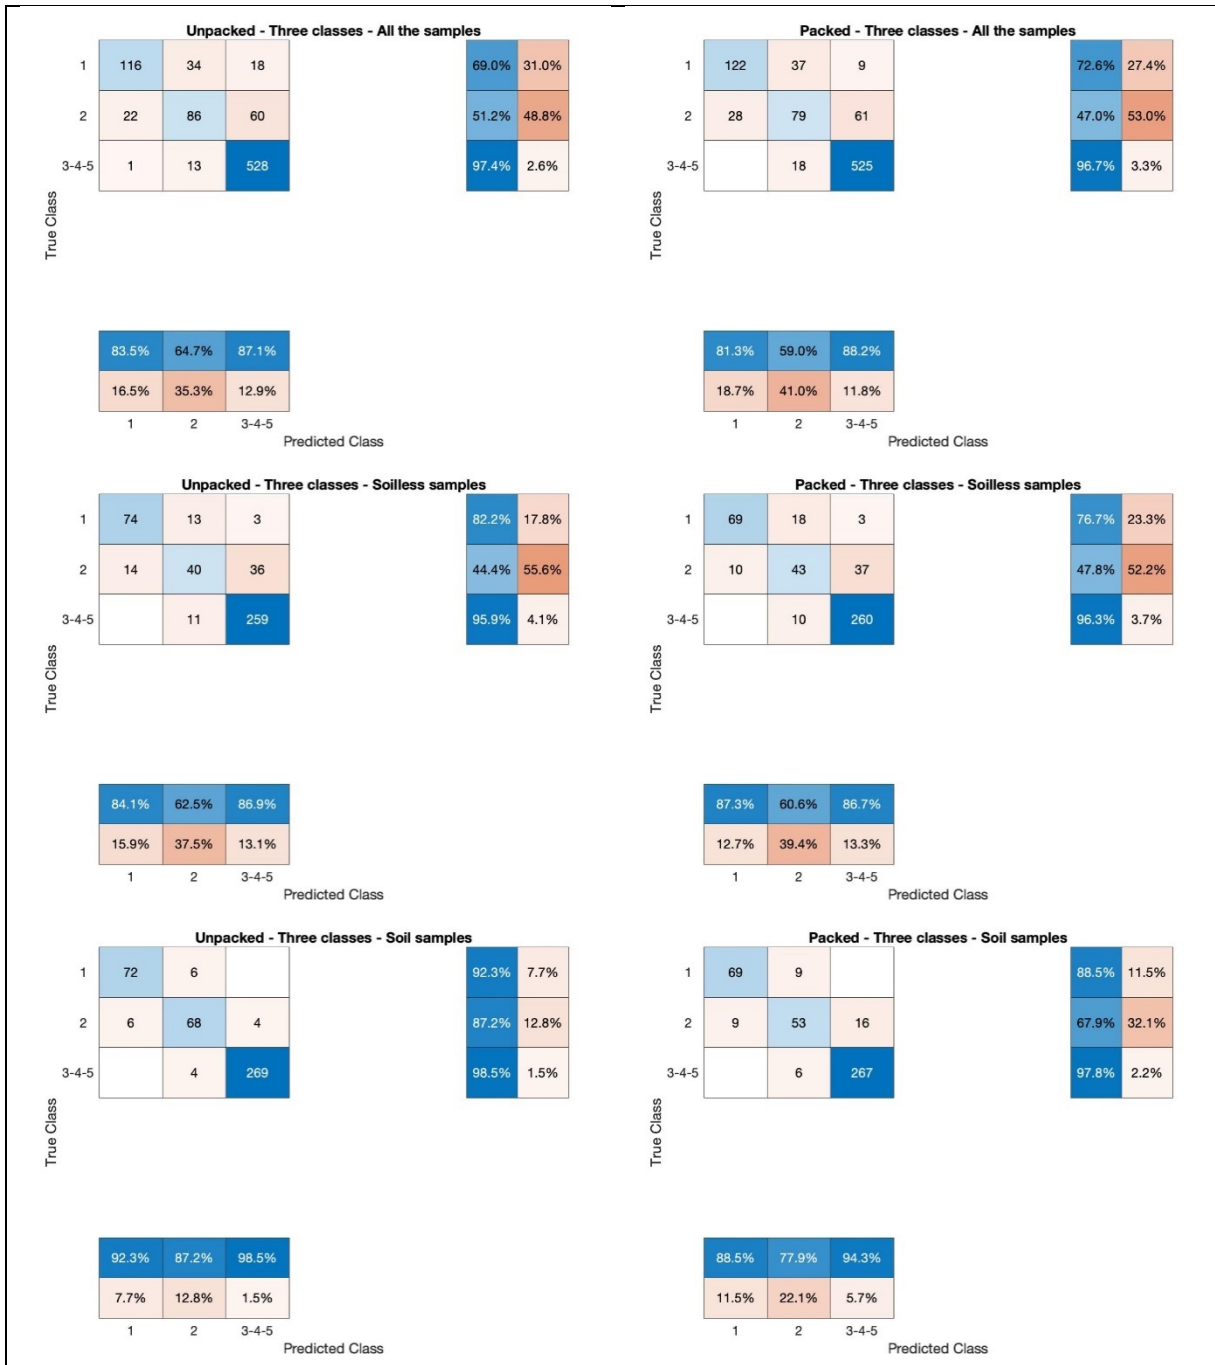 Unpacked - Three classes - All the samples
1 116 34 18 69.0% 31.0%
2 22 86 60 51.2% 48.8%
3-4-5 1 13 528 97.4% 2.6%
True Class
83.5% 64.7% 87.1%
16.5% 35.3% 12.9%
1 2 3-4-5
Predicted Class
Packed - Three classes - All the samples
1 122 37 9 72.6% 27.4%
2 28 79 61 47.0% 53.0%
3-4-5 18 525 96.7% 3.3%
True Class
81.3% 59.0% 88.2%
18.7% 41.0% 11.8%
1 2 3-4-5
Predicted Class
Unpacked - Three classes - Soilless samples
1 74 13 3 82.2% 17.8%
2 14 40 36 44.4% 55.6%
3-4-5 11 259 95.9% 4.1%
True Class
84.1% 62.5% 86.9%
15.9% 37.5% 13.1%
1 2 3-4-5
Predicted Class
Packed - Three classes - Soilless samples
1 69 18 3 76.7% 23.3%
2 10 43 37 47.8% 52.2%
3-4-5 10 260 96.3% 3.7%
True Class
87.3% 60.6% 86.7%
12.7% 39.4% 13.3%
1 2 3-4-5
Predicted Class
Unpacked - Three classes - Soil samples
1 72 6 92.3% 7.7%
2 6 68 4 87.2% 12.8%
3-4-5 4 269 98.5% 1.5%
True Class
92.3% 87.2% 98.5%
7.7% 12.8% 1.5%
1 2 3-4-5
Predicted Class
Packed - Three classes - Soil samples
1 69 9 88.5% 11.5%
2 9 53 16 67.9% 32.1%
3-4-5 6 267 97.8% 2.2%
True Class
88.5% 77.9% 94.3%
11.5% 22.1% 5.7%
1 2 3-4-5
Predicted Class